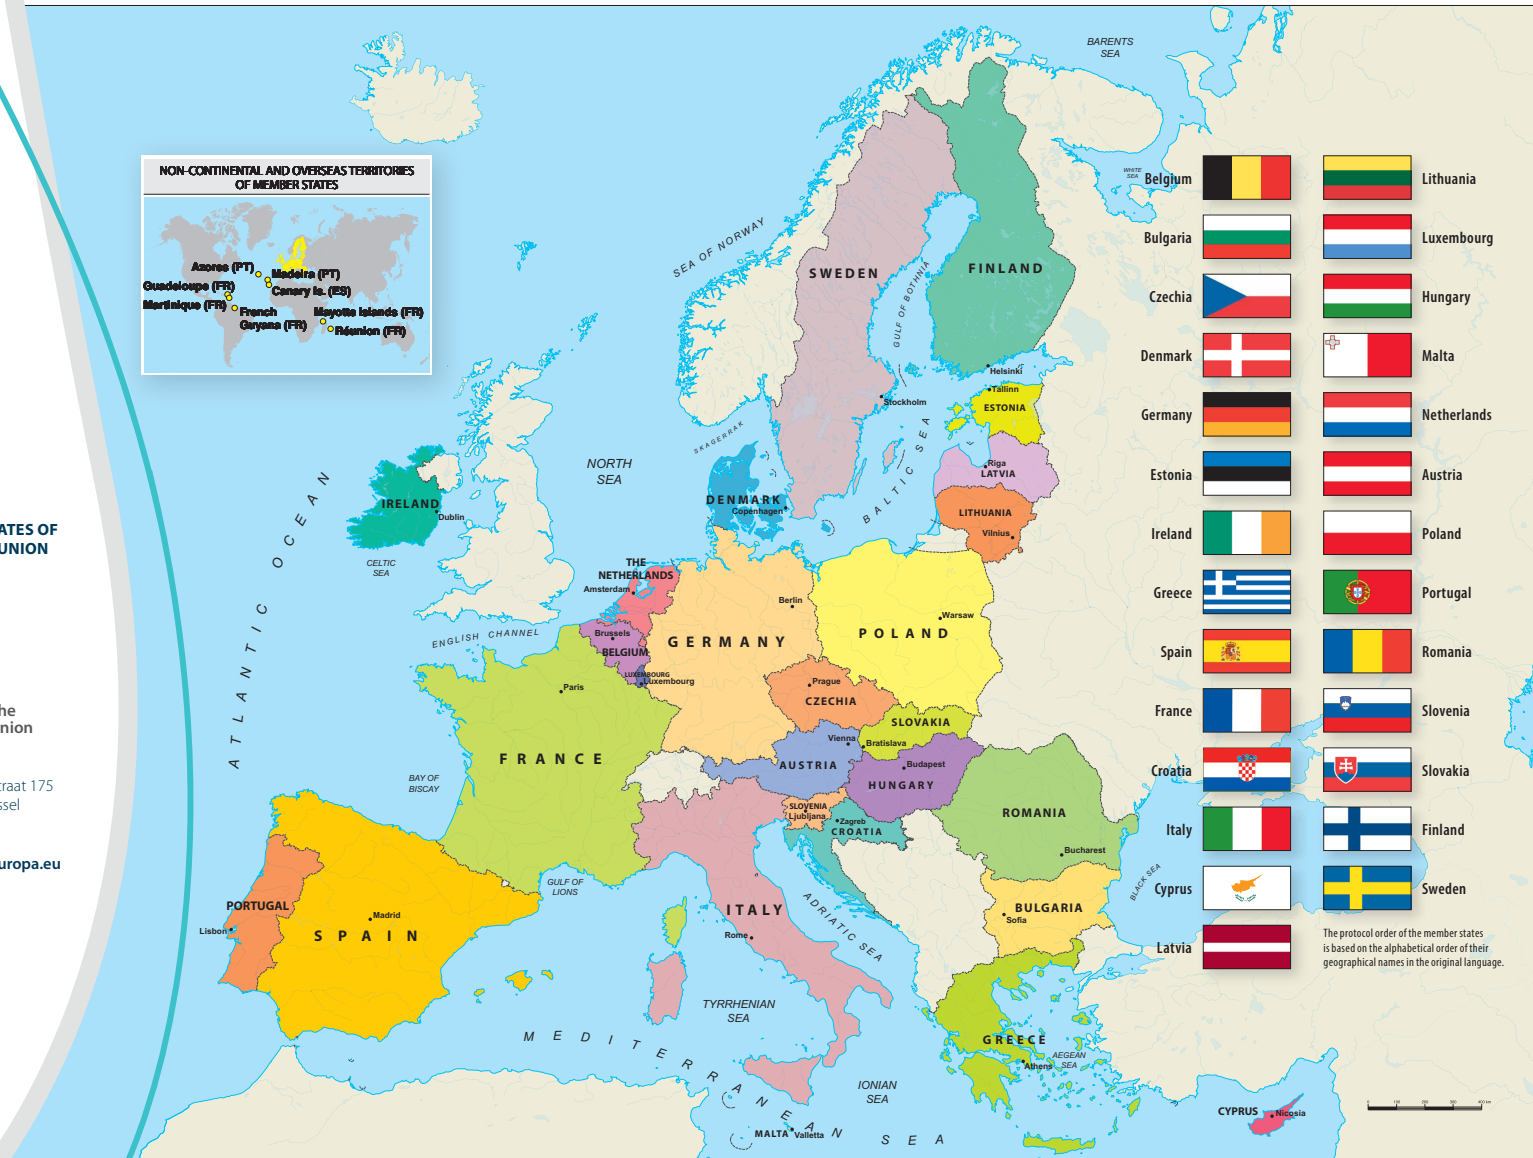 ATES OF
UNION
he
nion
traat 175
ssel
uropa.eu
NON-CONTINENTAL AND OVERSEAS TERRITORIES
OF MEMBER STATES
Azores (PT)
Madeira (PT)
Guadeloupe (FR)
Canary Is. (ES)
Martinique (FR)
French
Guyana (FR)
Mayotte Islands (FR)
Réunion (FR)
BARENTS
SEA
WHITE
SEA
SEA OF NORWAY
SWEDEN
FINLAND
GULF OF BOTHNIA
Helsinki
Tallinn
ESTONIA
Stockholm
SKAGERRAK
NORTH
SEA
BALTIC SEA
Riga
LATVIA
DENMARK
Copenhagen
LITHUANIA
Vilnius
IRELAND
Dublin
CELTIC
SEA
ATLANTIC OCEAN
THE
NETHERLANDS
Amsterdam
Berlin
Warsaw
ENGLISH CHANNEL
Brussels
BELGIUM
GERMANY
POLAND
LUXEMBOURG
Luxembourg
Paris
Prague
CZECHIA
SLOVAKIA
Vienna
Bratislava
FRANCE
AUSTRIA
Budapest
HUNGARY
BAY OF
BISCAY
SLOVENIA
Ljubljana
Zagreb
CROATIA
ROMANIA
Bucharest
GULF OF
LIONS
PORTUGAL
Lisbon
Madrid
SPAIN
ITALY
Rome
ADRIATIC SEA
BULGARIA
Sofia
BLACK SEA
TYRRHENIAN
SEA
MEDITERRANEAN SEA
GREECE
Athens
AEGEAN
SEA
IONIAN
SEA
MALTA
Valletta
CYPRUS
Nicosia
Belgium
Lithuania
Bulgaria
Luxembourg
Czechia
Hungary
Denmark
Malta
Germany
Netherlands
Estonia
Austria
Ireland
Poland
Greece
Portugal
Spain
Romania
France
Slovenia
Croatia
Slovakia
Italy
Finland
Cyprus
Sweden
Latvia
The protocol order of the member states
is based on the alphabetical order of their
geographical names in the original language.